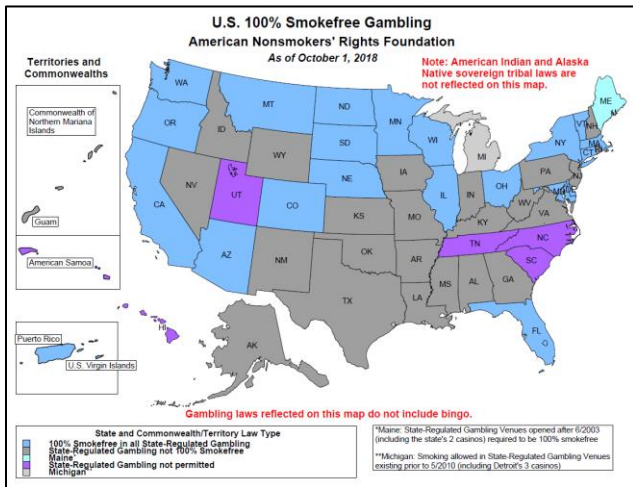 U.S. 100% Smokefree Gambling
American Nonsmokers' Rights Foundation
As of October 1, 2018
Territories and
Commonwealths
Note: American Indian and Alaska
Native sovereign tribal laws are
not reflected on this map.
Commonwealth of
Northern Mariana
Islands
Guam
American Samoa
Puerto Rico
U.S. Virgin Islands
WA
MT
ND
MN
ME
OR
ID
SD
WI
VT
NH
NY
MA
CT
WY
MI
NE
IA
PA
NJ
NV
UT
CO
IL
IN
OH
MD
DE
CA
KS
MO
WV
VA
KY
AZ
NM
OK
AR
TN
NC
SC
TX
LA
MS
AL
GA
FL
HI
AK
Gambling laws reflected on this map do not include bingo.
State and Commonwealth/Territory Law Type
100% Smokefree in all State-Regulated Gambling
State-Regulated Gambling not 100% Smokefree
Maine*
State-Regulated Gambling not permitted
Michigan**
*Maine: State-Regulated Gambling Venues opened after 6/2003
(including the state's 2 casinos) required to be 100% smokefree
**Michigan: Smoking allowed in State-Regulated Gambling Venues
existing prior to 5/2010 (including Detroit's 3 casinos)